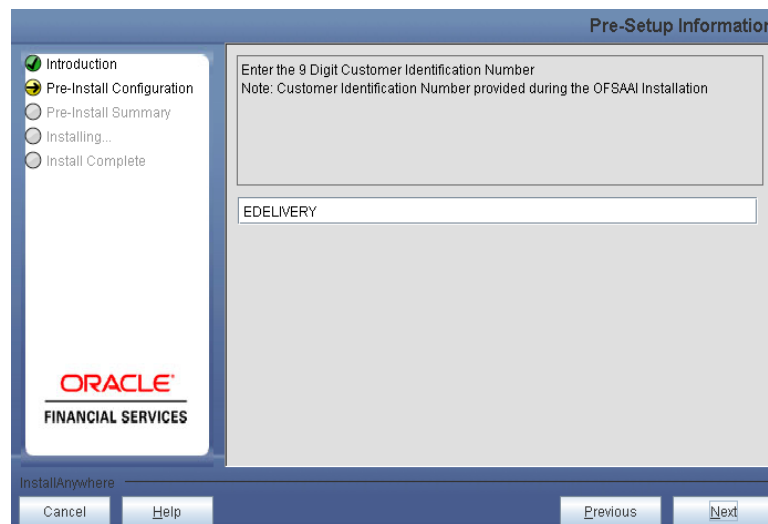 Pre-Setup Information
Introduction
Pre-Install Configuration
Pre-Install Summary
Installing...
Install Complete
Enter the 9 Digit Customer Identification Number
Note: Customer Identification Number provided during the OFSAAI Installation
EDELIVERY
ORACLE
FINANCIAL SERVICES
InstallAnywhere
Cancel
Help
Previous
Next